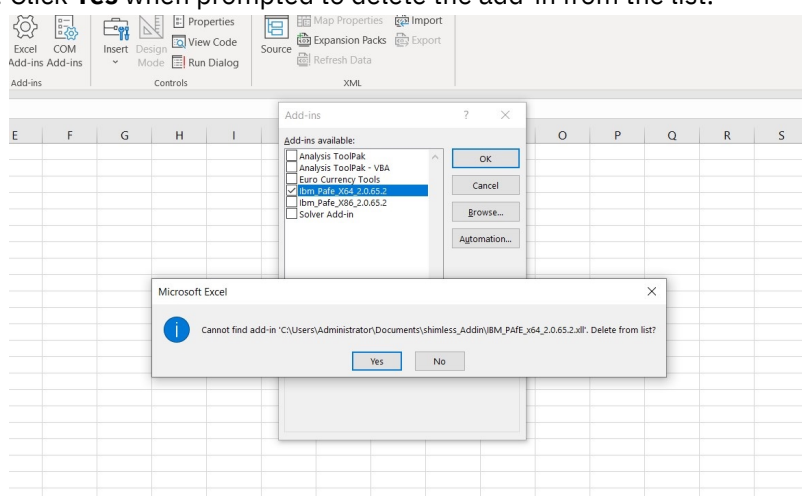 . Click Yes when prompted to delete the add-in from the list.
Properties
Map Properties Import
View Code
Expansion Packs Export
Excel COM Insert Design Source
Add-ins Add-ins Mode Run Dialog Refresh Data
Add-ins Controls XML
Add-ins ? ×
E F G H I O P Q R S
Add-ins available:
Analysis ToolPak OK
Analysis ToolPak - VBA
Euro Currency Tools
Ibm_Pafe_X64_2.0.65.2 Cancel
Ibm_Pafe_X86_2.0.65.2
Solver Add-in Browse...
Automation...
Microsoft Excel ×
Cannot find add-in 'C:\Users\Administrator\Documents\shimless_Addin\IBM_PAfE_x64_2.0.65.2.xll'. Delete from list?
Yes No